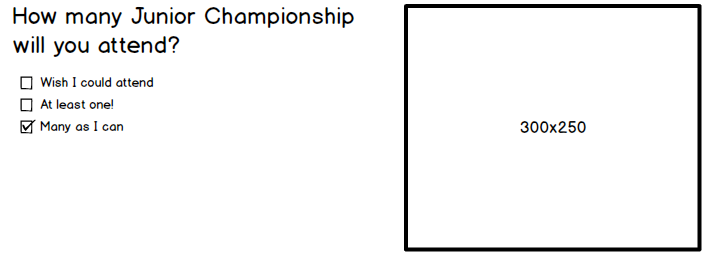 How many Junior Championship
will you attend?
Wish I could attend
At least one!
Many as I can
300x250